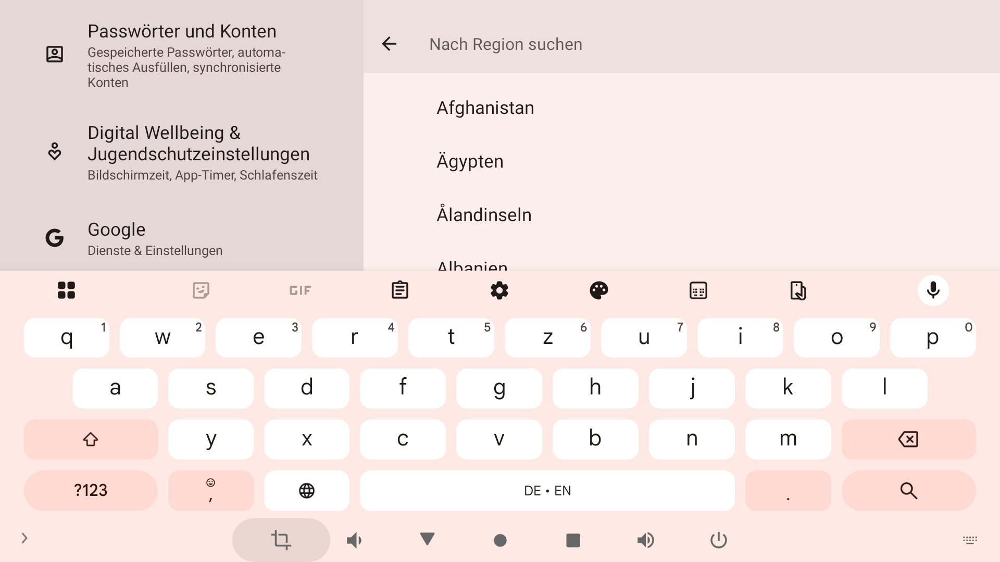 Passwörter und Konten
Gespeicherte Passwörter, automa-
tisches Ausfüllen, synchronisierte
Konten
Digital Wellbeing &
Jugendschutzeinstellungen
Bildschirmzeit, App-Timer, Schlafenszeit
Google
Dienste & Einstellungen
Nach Region suchen
Afghanistan
Ägypten
Ålandinseln
Albanien
GIF
q 1 w 2 e 3 r 4 t 5 z 6 u 7 i 8 o 9 p 0
a s d f g h j k l
y x c v b n m
?123 , DE • EN .